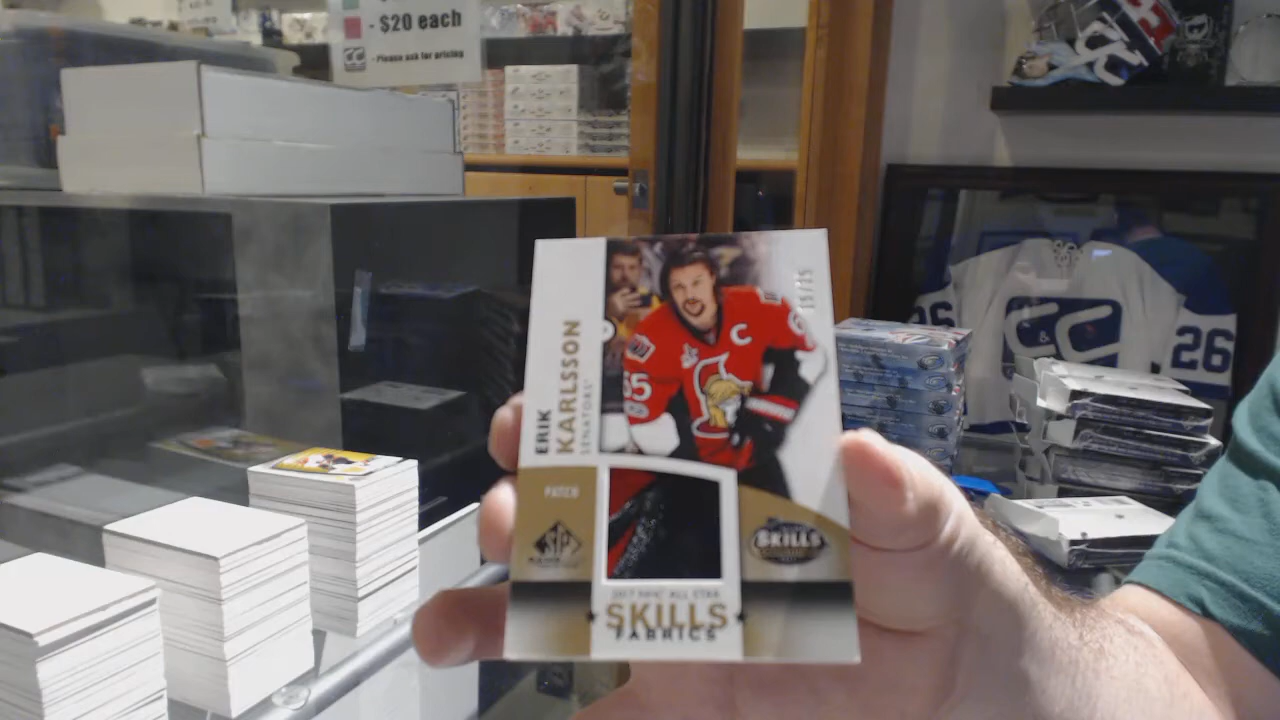 - $20 each
- Please ask for pricing
ERIK
KARLSSON
SENATORS
C
65
PATCH
SP
SKILLS
2017 NHL ALL-STAR
SKILLS
FABRICS
C & C
26
26